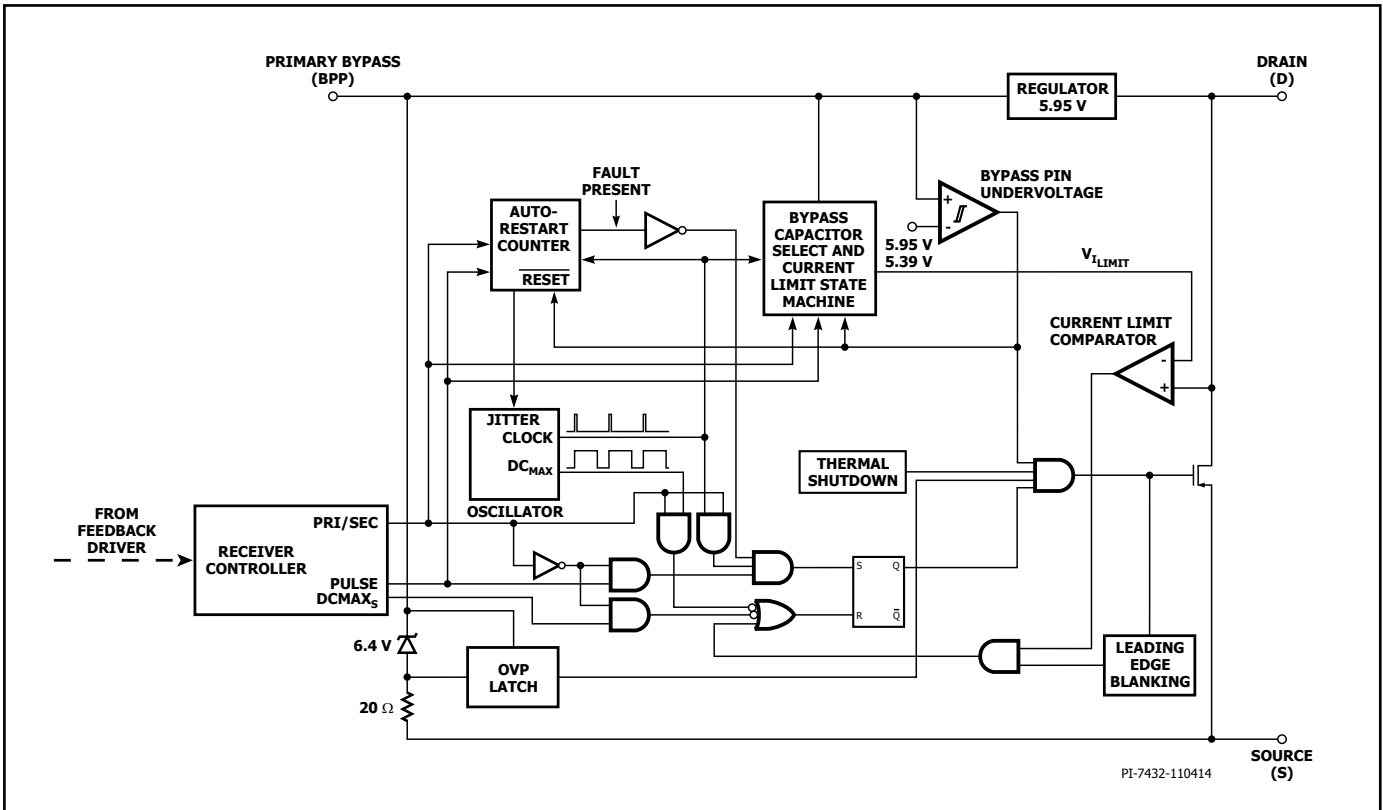 PRIMARY BYPASS
(BPP)
DRAIN
(D)
REGULATOR
5.95 V
FAULT
PRESENT
BYPASS PIN
UNDERVOLTAGE
AUTO-
RESTART
COUNTER
RESET
BYPASS
CAPACITOR
SELECT AND
CURRENT
LIMIT STATE
MACHINE
+
-
5.95 V
5.39 V
VILIMIT
CURRENT LIMIT
COMPARATOR
-
+
JITTER
CLOCK
DCMAX
OSCILLATOR
THERMAL
SHUTDOWN
FROM
FEEDBACK
DRIVER
RECEIVER
CONTROLLER
PRI/SEC
PULSE
DCMAXS
S Q
R Q̅
6.4 V
OVP
LATCH
LEADING
EDGE
BLANKING
20 Ω
SOURCE
(S)
PI-7432-110414